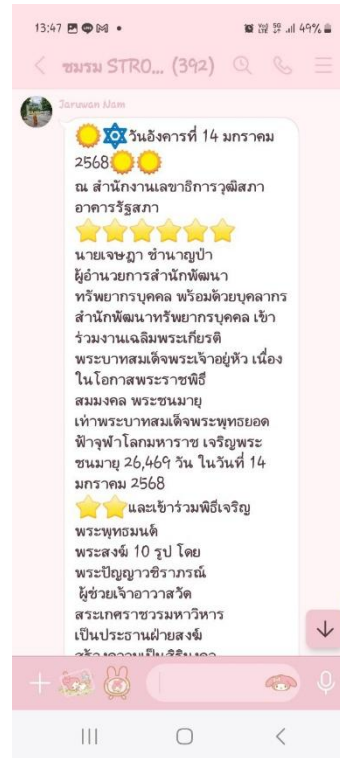 13:47
49%
ชมรม STRO... (392)
Jaruwan Nam
วันอังคารที่ 14 มกราคม
2568
ณ สำนักงานเลขาธิการวุฒิสภา
อาคารรัฐสภา
นายเจษฎา ชำนาญป่า
ผู้อำนวยการสำนักพัฒนา
ทรัพยากรบุคคล พร้อมด้วยบุคลากร
สำนักพัฒนาทรัพยากรบุคคล เข้า
ร่วมงานเฉลิมพระเกียรติ
พระบาทสมเด็จพระเจ้าอยู่หัว เนื่อง
ในโอกาสพระราชพิธี
สมมงคล พระชนมายุ
เท่าพระบาทสมเด็จพระพุทธยอด
ฟ้าจุฬาโลกมหาราช เจริญพระ
ชนมายุ 26,469 วัน ในวันที่ 14
มกราคม 2568
และเข้าร่วมพิธีเจริญ
พระพุทธมนต์
พระสงฆ์ 10 รูป โดย
พระปัญญาวชิราภรณ์
ผู้ช่วยเจ้าอาวาสวัด
สระเกศราชวรมหาวิหาร
เป็นประธานฝ่ายสงฆ์